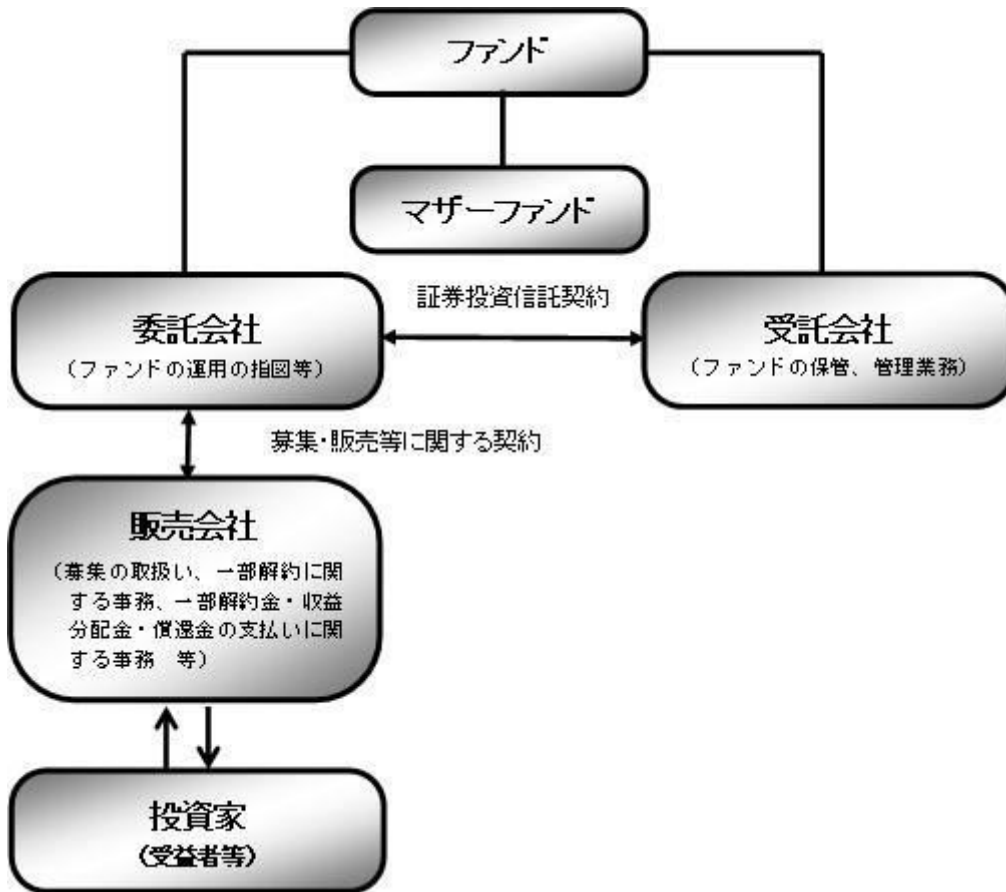 ファンド
マザーファンド
証券投資信託契約
委託会社
（ファンドの運用の指図等）
受託会社
（ファンドの保管、管理業務）
募集・販売等に関する契約
販売会社
（募集の取扱い、一部解約に関
する事務、一部解約金・収益
分配金・償還金の支払いに関
する事務　等）
投資家
（受益者等）